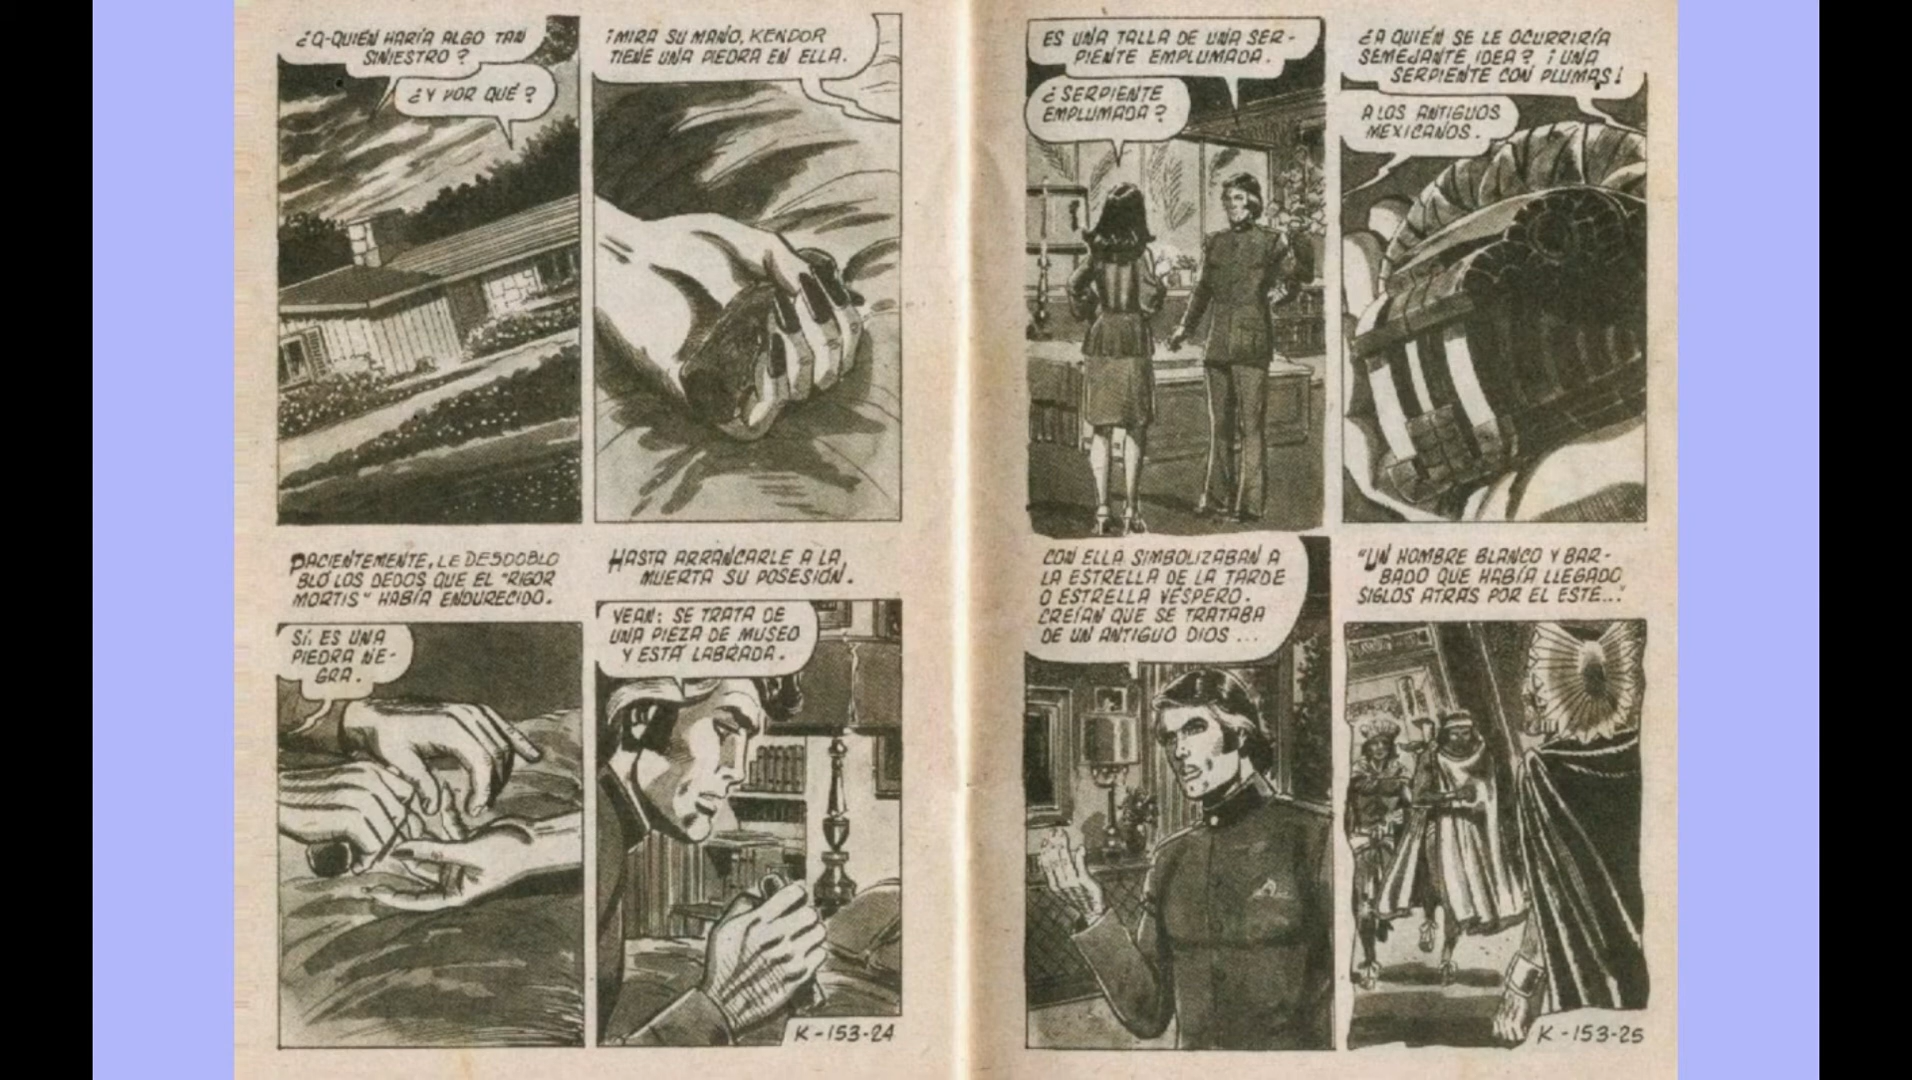 ¿Q-QUIÉN HARÍA ALGO TAN
SINIESTRO?
¿Y POR QUÉ?
¡MIRA SU MANO, KENDOR
TIENE UNA PIEDRA EN ELLA.
PACIENTEMENTE, LE DESDOBLO
BLÓ LOS DEDOS QUE EL "RIGOR
MORTIS" HABÍA ENDURECIDO.
SÍ, ES UNA
PIEDRA NE-
GRA.
HASTA ARRANCARLE A LA
MUERTA SU POSESIÓN.
VEAN: SE TRATA DE
UNA PIEZA DE MUSEO
Y ESTÁ LABRADA.
K-153-24
ES UNA TALLA DE UNA SER-
PIENTE EMPLUMADA.
¿SERPIENTE
EMPLUMADA?
¿A QUIÉN SE LE OCURRIRÍA
SEMEJANTE IDEA? ¡UNA
SERPIENTE CON PLUMAS!
A LOS ANTIGUOS
MEXICANOS.
CON ELLA SIMBOLIZABAN A
LA ESTRELLA DE LA TARDE
O ESTRELLA VÉSPERO.
CREÍAN QUE SE TRATABA
DE UN ANTIGUO DIOS ...
"UN HOMBRE BLANCO Y BAR-
BADO QUE HABÍA LLEGADO
SIGLOS ATRÁS POR EL ESTE..."
K-153-25